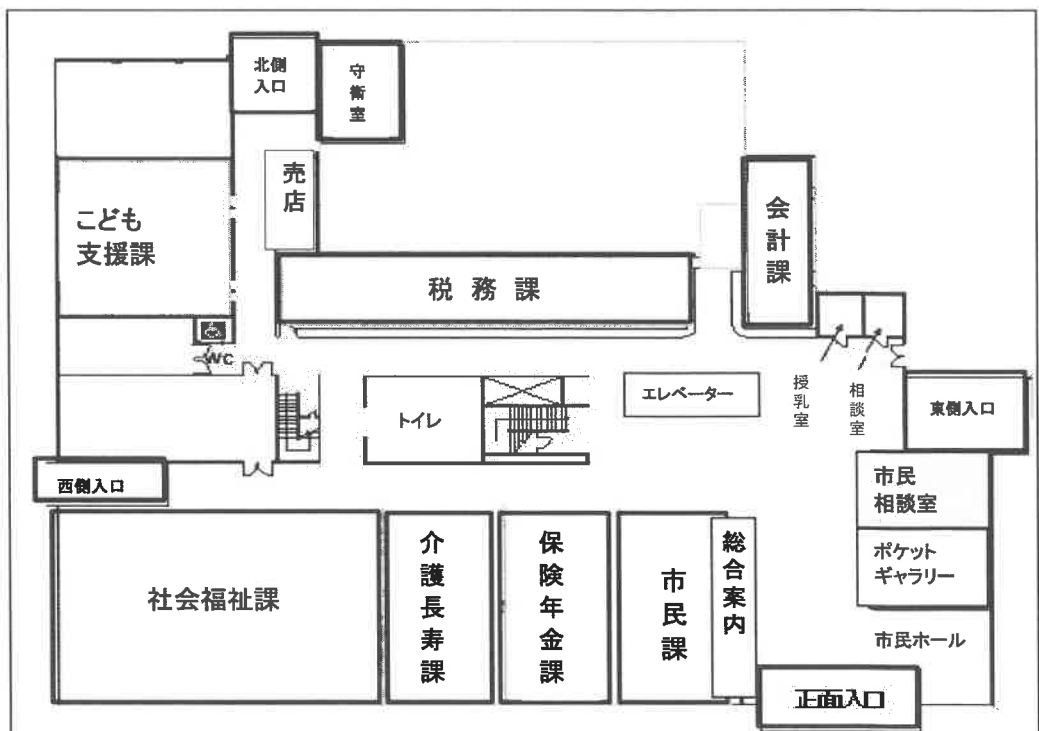 北側
入口
守衛室
売店
こども
支援課
税務課
会計課
WC
トイレ
エレベーター
授乳室
相談室
東側入口
西側入口
市民
相談室
ポケット
ギャラリー
市民ホール
社会福祉課
介護長寿課
保険年金課
市民課
総合案内
正面入口